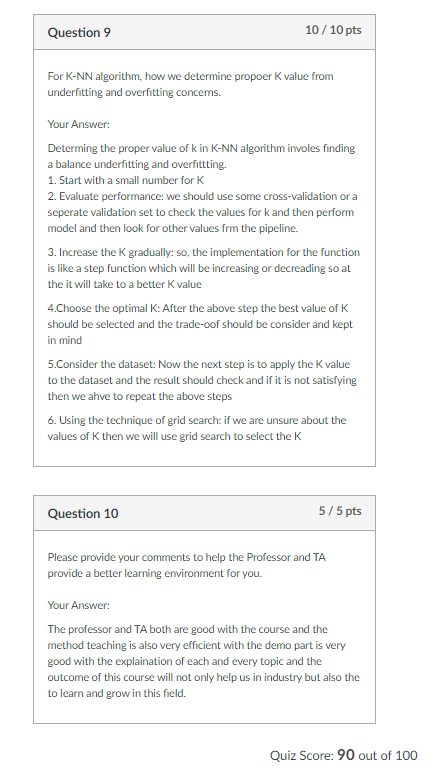 Question 9
10 / 10 pts
For K-NN algorithm, how we determine propoer K value from
underfitting and overfitting concerns.
Your Answer:
Determing the proper value of k in K-NN algorithm involes finding
a balance underfitting and overfittting.
1. Start with a small number for K
2. Evaluate performance: we should use some cross-validation or a
seperate validation set to check the values for k and then perform
model and then look for other values frm the pipeline.
3. Increase the K gradually: so, the implementation for the function
is like a step function which will be increasing or decreading so at
the it will take to a better K value
4.Choose the optimal K: After the above step the best value of K
should be selected and the trade-oof should be consider and kept
in mind
5.Consider the dataset: Now the next step is to apply the K value
to the dataset and the result should check and if it is not satisfying
then we ahve to repeat the above steps
6. Using the technique of grid search: if we are unsure about the
values of K then we will use grid search to select the K
Question 10
5 / 5 pts
Please provide your comments to help the Professor and TA
provide a better learning environment for you.
Your Answer:
The professor and TA both are good with the course and the
method teaching is also very efficient with the demo part is very
good with the explaination of each and every topic and the
outcome of this course will not only help us in industry but also the
to learn and grow in this field.
Quiz Score: 90 out of 100